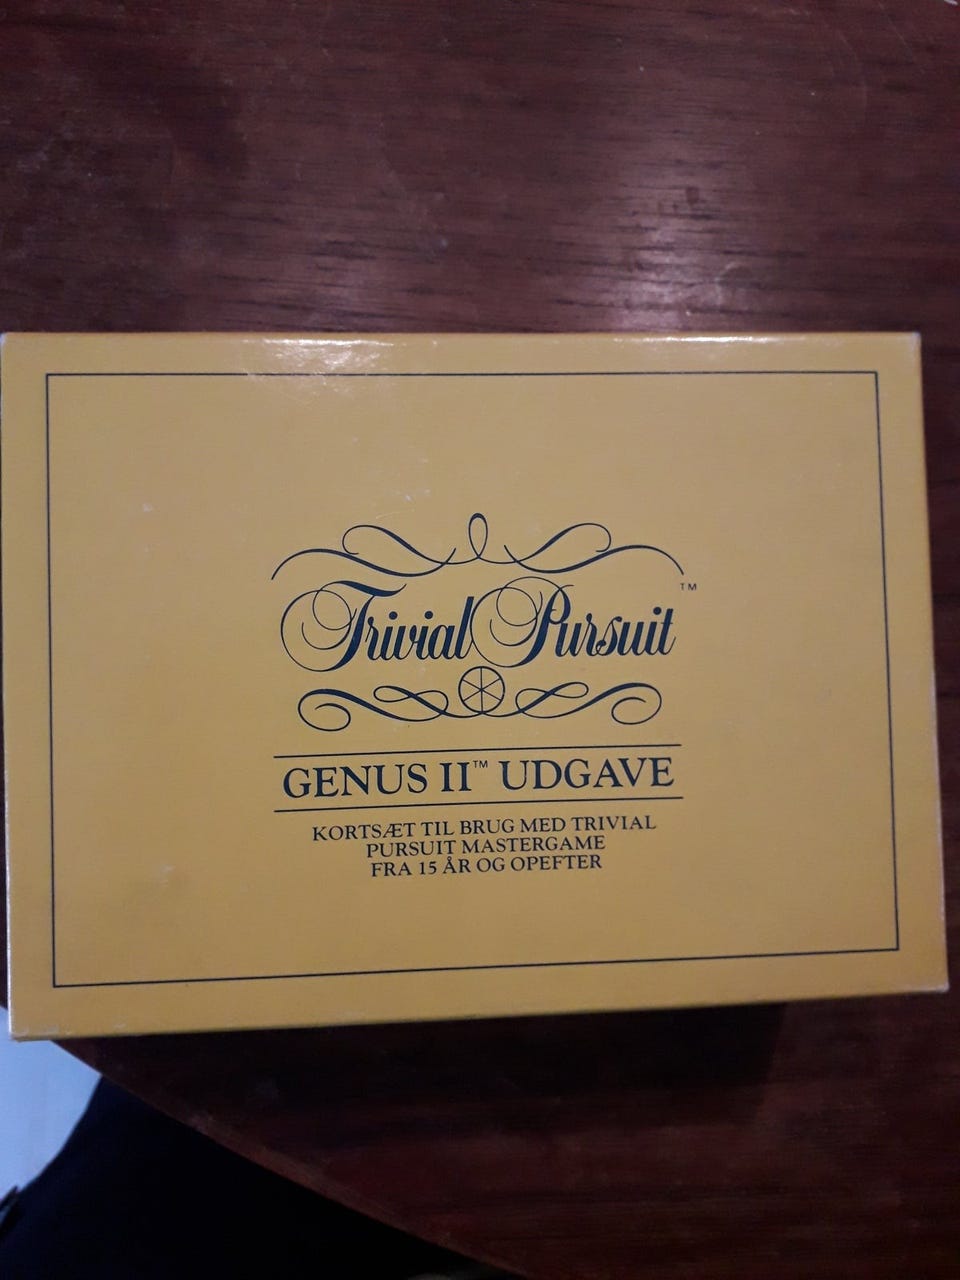 Trivial Pursuit™
GENUS II™ UDGAVE
KORTSÆT TIL BRUG MED TRIVIAL
PURSUIT MASTERGAME
FRA 15 ÅR OG OPEFTER